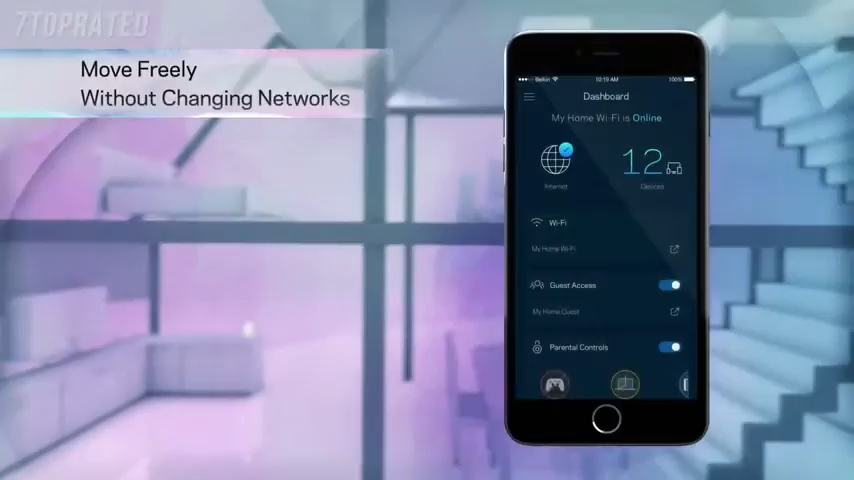 7TOPRATED
Move Freely
Without Changing Networks
Belkin
10:19 AM
100%
Dashboard
My Home Wi-Fi is Online
12
Internet
Devices
Wi-Fi
My Home Wi-Fi
Guest Access
My Home Guest
Parental Controls